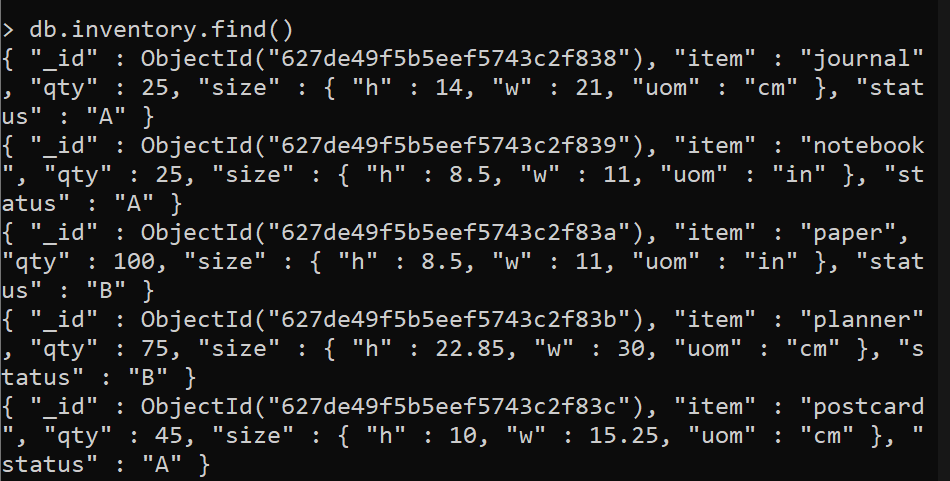 > db.inventory.find()
{ "_id" : ObjectId("627de49f5b5eef5743c2f838"), "item" : "journal"
, "qty" : 25, "size" : { "h" : 14, "w" : 21, "uom" : "cm" }, "stat
us" : "A" }
{ "_id" : ObjectId("627de49f5b5eef5743c2f839"), "item" : "notebook
", "qty" : 25, "size" : { "h" : 8.5, "w" : 11, "uom" : "in" }, "st
atus" : "A" }
{ "_id" : ObjectId("627de49f5b5eef5743c2f83a"), "item" : "paper",
"qty" : 100, "size" : { "h" : 8.5, "w" : 11, "uom" : "in" }, "stat
us" : "B" }
{ "_id" : ObjectId("627de49f5b5eef5743c2f83b"), "item" : "planner"
, "qty" : 75, "size" : { "h" : 22.85, "w" : 30, "uom" : "cm" }, "s
tatus" : "B" }
{ "_id" : ObjectId("627de49f5b5eef5743c2f83c"), "item" : "postcard
", "qty" : 45, "size" : { "h" : 10, "w" : 15.25, "uom" : "cm" }, "
status" : "A" }